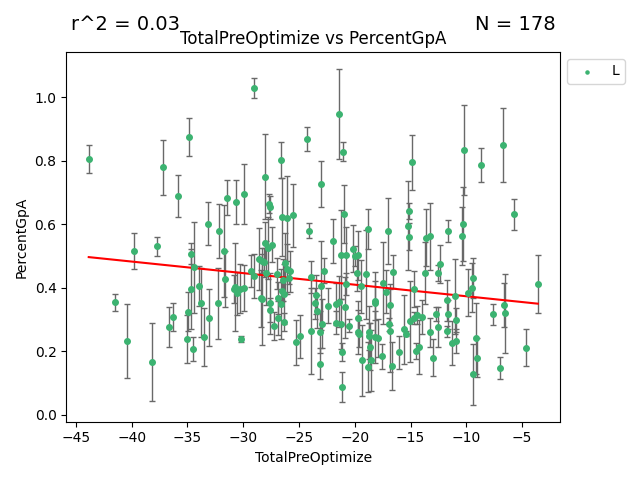 r^2 = 0.03
N = 178
TotalPreOptimize vs PercentGpA
L
1.0
0.8
0.6
0.4
0.2
0.0
PercentGpA
−45
−40
−35
−30
−25
−20
−15
−10
−5
TotalPreOptimize